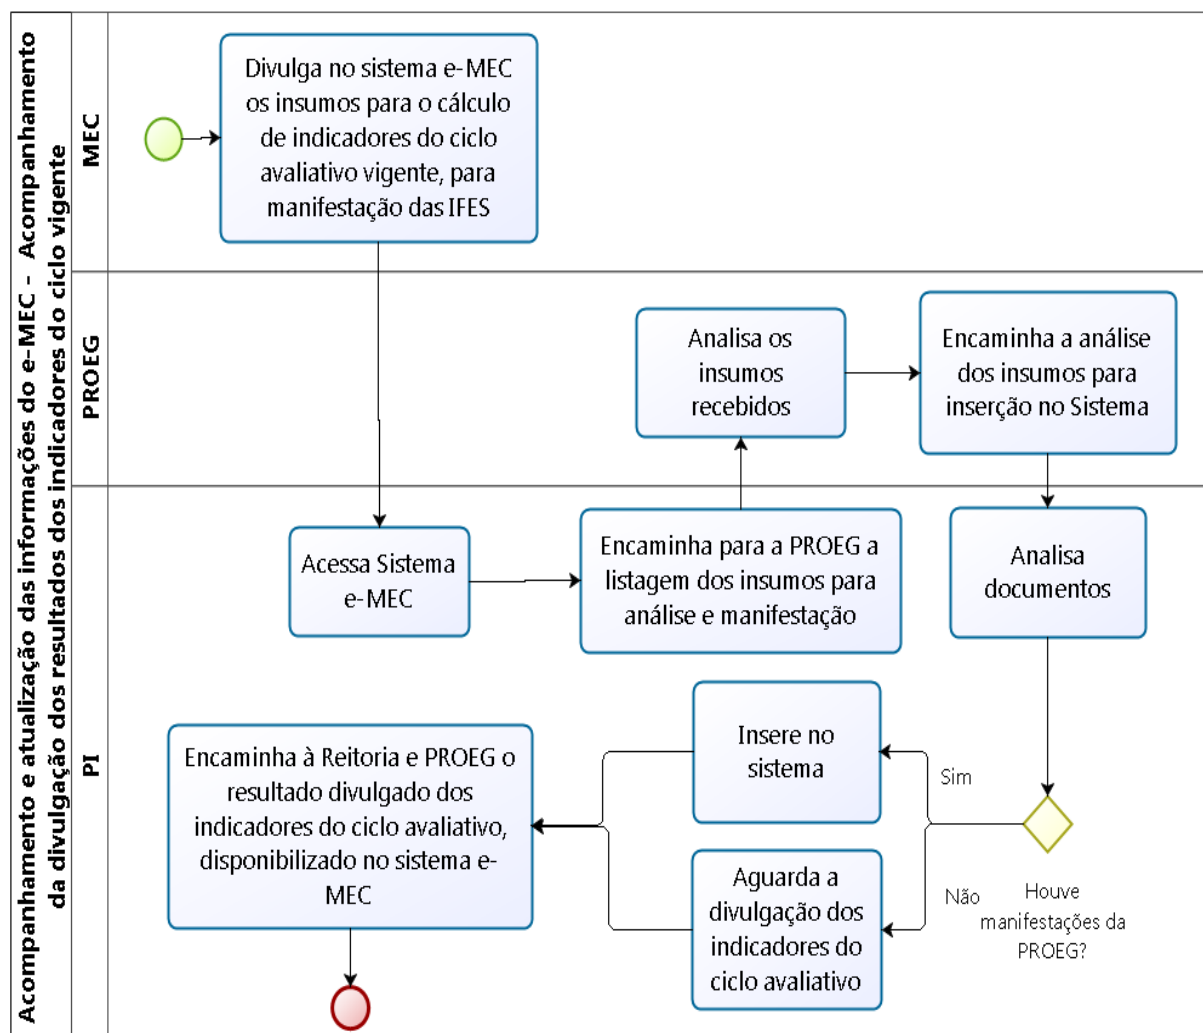 Acompanhamento e atualização das informações do e-MEC - Acompanhamento
da divulgação dos resultados dos indicadores do ciclo vigente
MEC
Divulga no sistema e-MEC
os insumos para o cálculo
de indicadores do ciclo
avaliativo vigente, para
manifestação das IFES
PROEG
Analisa os
insumos
recebidos
Encaminha a análise
dos insumos para
inserção no Sistema
PI
Acessa Sistema
e-MEC
Encaminha para a PROEG a
listagem dos insumos para
análise e manifestação
Analisa
documentos
Encaminha à Reitoria e PROEG o
resultado divulgado dos
indicadores do ciclo avaliativo,
disponibilizado no sistema e-
MEC
Insere no
sistema
Sim
Aguarda a
divulgação dos
indicadores do
ciclo avaliativo
Não
Houve
manifestações da
PROEG?